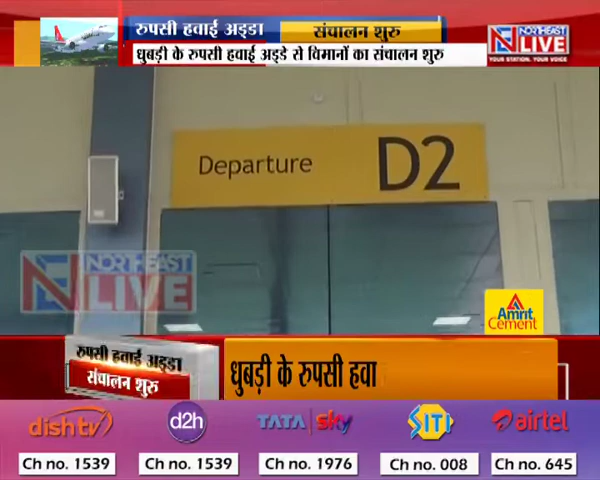 रुपसी हवाई अड्डा
संचालन शुरु
धुबड़ी के रुपसी हवाई अड्डे से विमानों का संचालन शुरु
NORTHEAST
LIVE
YOUR STATION. YOUR VOICE
Departure D2
NORTHEAST
LIVE
Amrit
Cement
रुपसी हवाई अड्डा
संचालन शुरु
धुबड़ी के रुपसी हवा
dishtv
d2h
TATA sky
SITI
airtel
Ch no. 1539
Ch no. 1539
Ch no. 1976
Ch no. 008
Ch no. 645